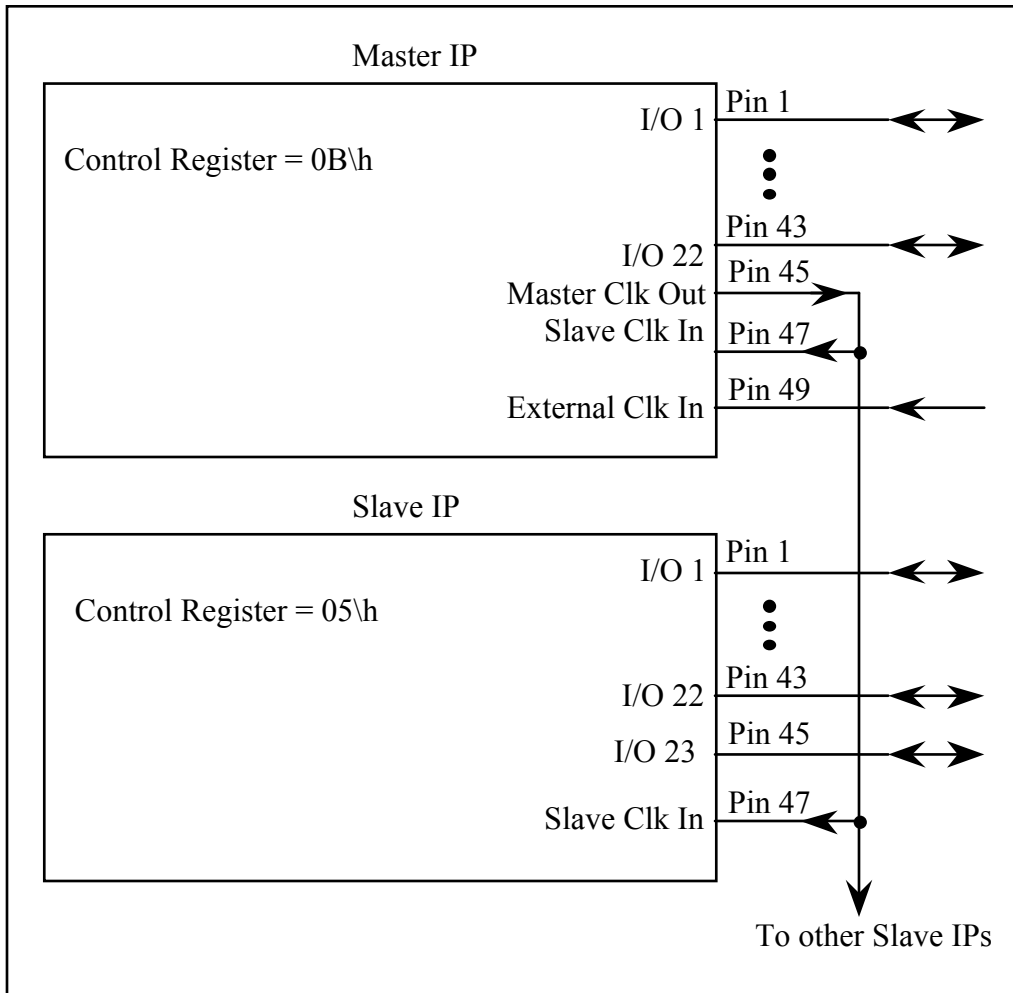 Master IP
Control Register = 0B\h
I/O 1
Pin 1
I/O 22
Pin 43
Master Clk Out
Pin 45
Slave Clk In
Pin 47
External Clk In
Pin 49
Slave IP
Control Register = 05\h
I/O 1
Pin 1
I/O 22
Pin 43
I/O 23
Pin 45
Slave Clk In
Pin 47
To other Slave IPs